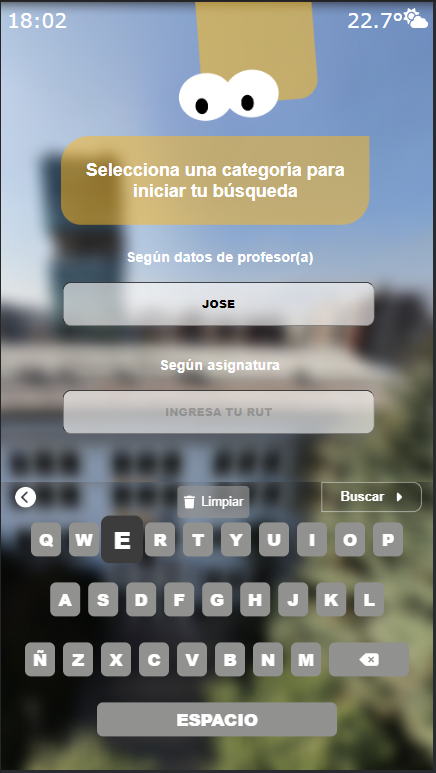 18:02
22.7°
Selecciona una categoría para
iniciar tu búsqueda
Según datos de profesor(a)
JOSE
Según asignatura
INGRESA TU RUT
Limpiar
Buscar
Q W E R T Y U I O P
A S D F G H J K L
Ñ Z X C V B N M
ESPACIO